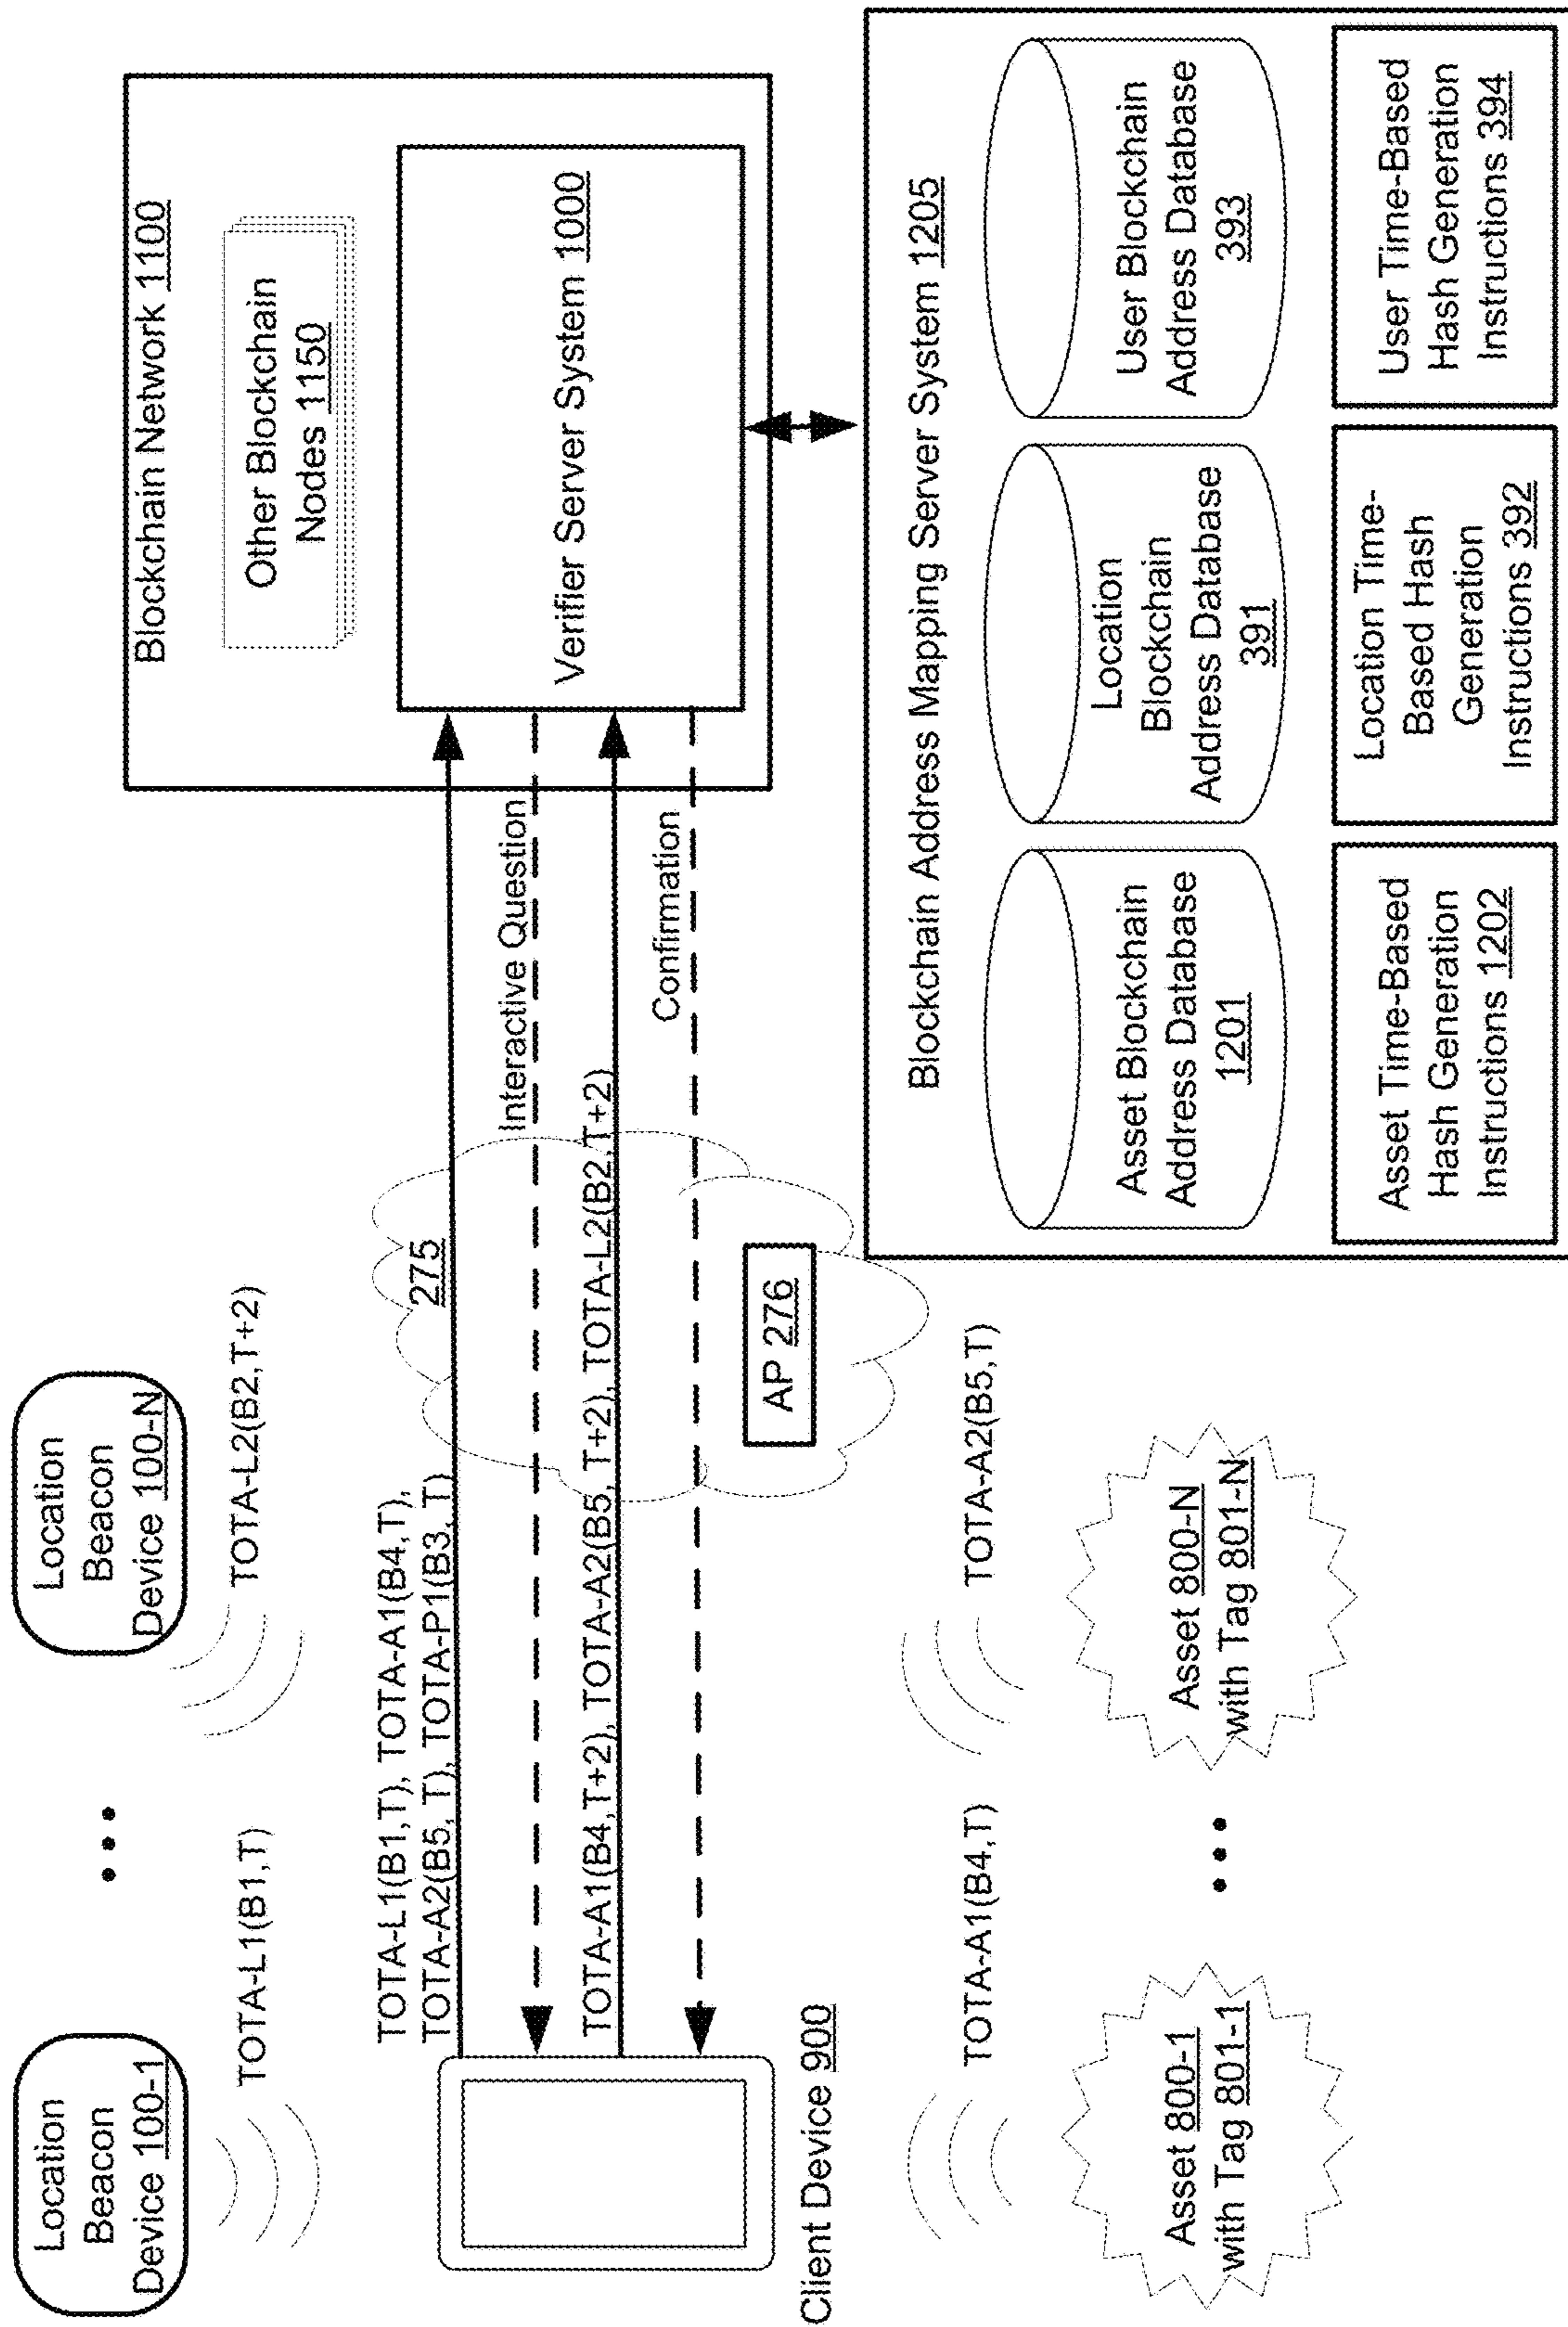 Location
Beacon
Device 100-1
Location
Beacon
Device 100-N
TOTA-L1(B1,T)
TOTA-L2(B2,T+2)
Blockchain Network 1100
Other Blockchain
Nodes 1150
Verifier Server System 1000
TOTA-L1(B1,T), TOTA-A1(B4,T),
TOTA-A2(B5, T), TOTA-P1(B3, T)
275
Interactive Question
TOTA-A1(B4,T+2), TOTA-A2(B5, T+2), TOTA-L2(B2,T+2)
Confirmation
AP 276
Client Device 900
TOTA-A1(B4,T)
TOTA-A2(B5,T)
Asset 800-1
with Tag 801-1
Asset 800-N
with Tag 801-N
Blockchain Address Mapping Server System 1205
Asset Blockchain
Address Database
1201
Location
Blockchain
Address Database
391
User Blockchain
Address Database
393
Asset Time-Based
Hash Generation
Instructions 1202
Location Time-
Based Hash
Generation
Instructions 392
User Time-Based
Hash Generation
Instructions 394